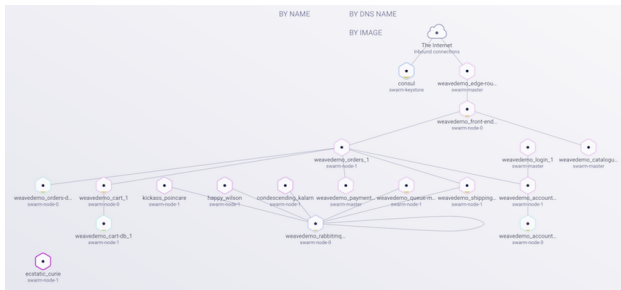 BY NAME
BY DNS NAME
BY IMAGE
The Internet
Inbound connections
consul
swarm-keystore
weavedemo_edge-rou...
swarm-master
weavedemo_front-end...
swarm-node-0
weavedemo_orders_1
swarm-node-1
weavedemo_login_1
swarm-master
weavedemo_catalogu...
swarm-master
weavedemo_orders-d...
swarm-node-0
weavedemo_cart_1
swarm-node-0
kickass_poincare
swarm-node-1
happy_wilson
swarm-node-0
condescending_kalam
swarm-node-1
weavedemo_payment...
swarm-master
weavedemo_queue-m...
swarm-node-1
weavedemo_shipping...
swarm-node-1
weavedemo_account...
swarm-node-1
weavedemo_cart-db_1
swarm-node-1
weavedemo_rabbitmq...
swarm-node-0
weavedemo_account...
swarm-node-0
ecstatic_curie
swarm-node-1